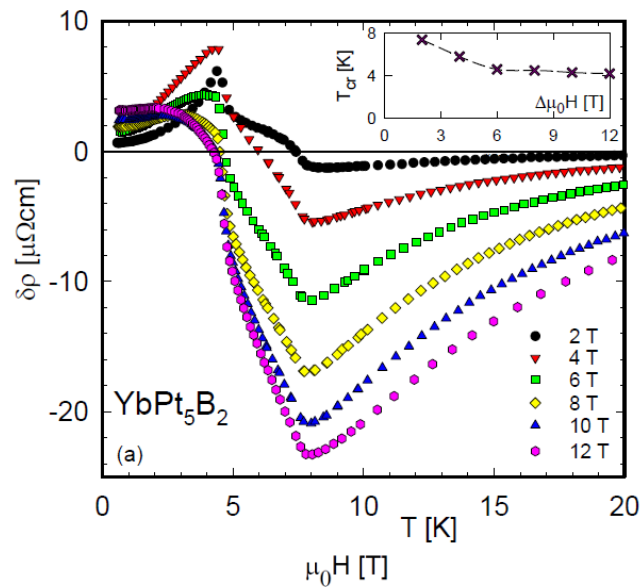 10
0
-10
-20
δρ [μΩcm]
8
4
0
T_cr [K]
0 3 6 9 12
Δμ₀H [T]
2 T
4 T
6 T
8 T
10 T
12 T
YbPt₅B₂
(a)
0 5 10 15 20
T [K]
μ₀H [T]